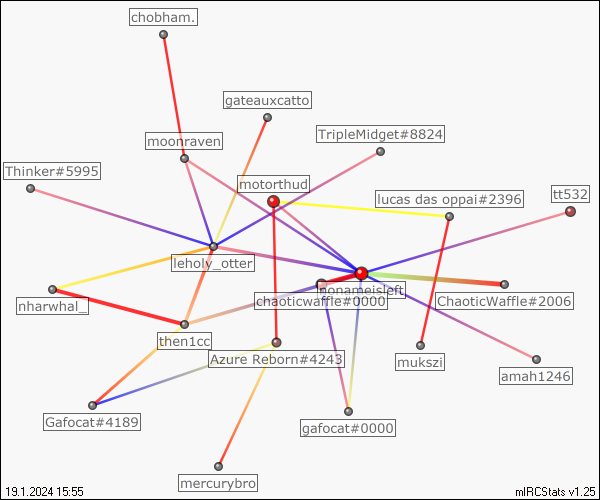 chobham.
gateauxcatto
TripleMidget#8824
moonraven
Thinker#5995
motorthud
lucas das oppai#2396
tt532
leholy_otter
nonameisleft
chaoticwaffle#0000
ChaoticWaffle#2006
nharwhal_
then1cc
Azure Reborn#4243
mukszi
amah1246
Gafocat#4189
gafocat#0000
mercurybro
19.1.2024 15:55
mIRCStats v1.25